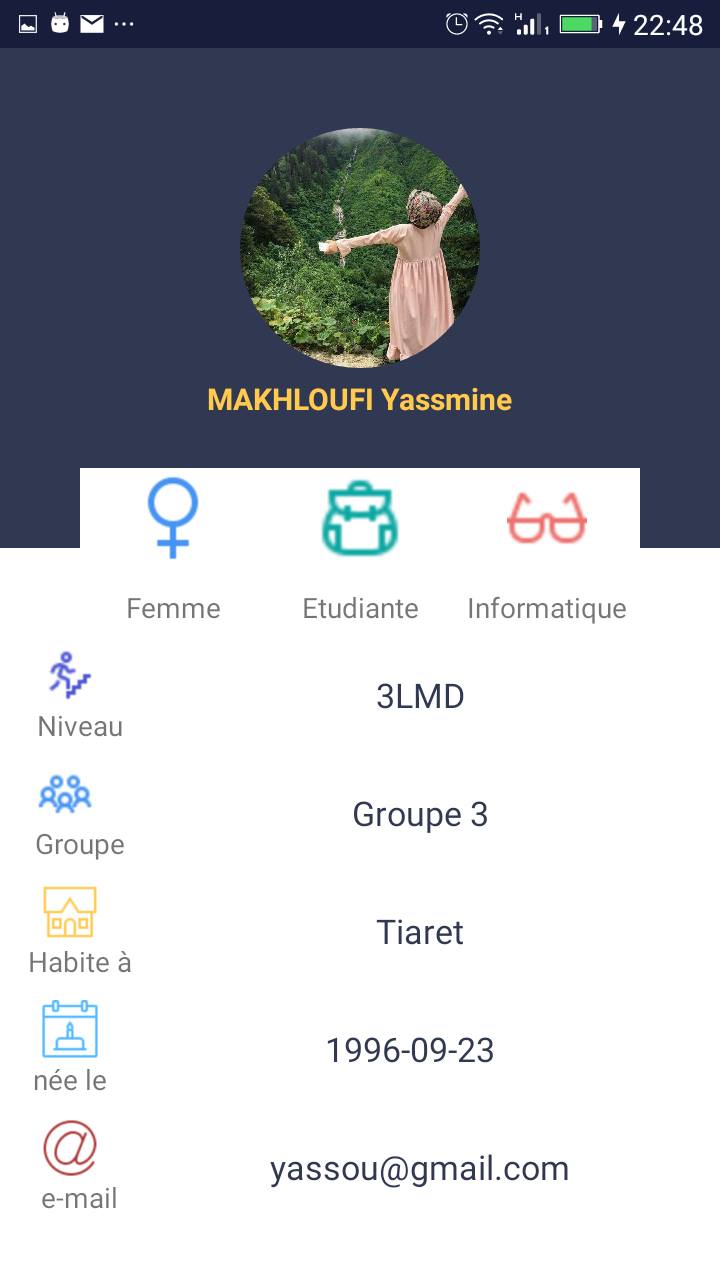 22:48
MAKHLOUFI Yassmine
Femme Etudiante Informatique
Niveau 3LMD
Groupe Groupe 3
Habite à Tiaret
née le 1996-09-23
e-mail yassou@gmail.com